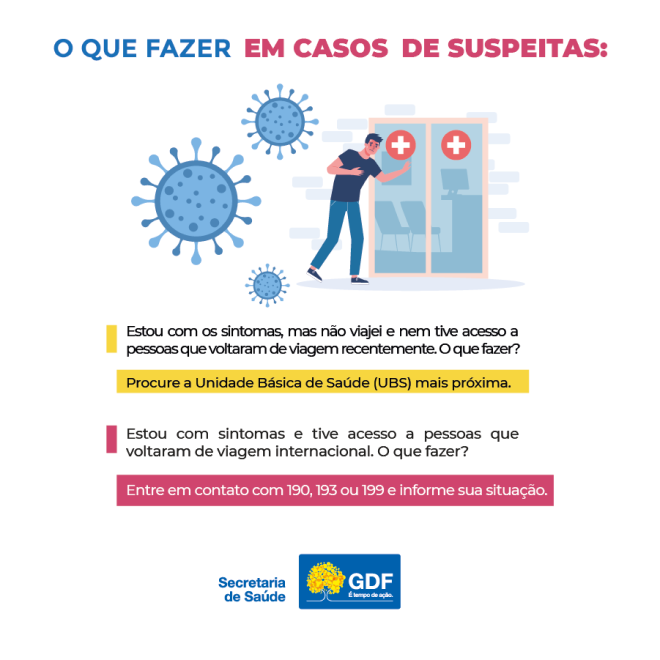 O QUE FAZER EM CASOS DE SUSPEITAS:
Estou com os sintomas, mas não viajei e nem tive acesso a
pessoas que voltaram de viagem recentemente. O que fazer?
Procure a Unidade Básica de Saúde (UBS) mais próxima.
Estou com sintomas e tive acesso a pessoas que
voltaram de viagem internacional. O que fazer?
Entre em contato com 190, 193 ou 199 e informe sua situação.
Secretaria
de Saúde
GDF
É tempo de ação.